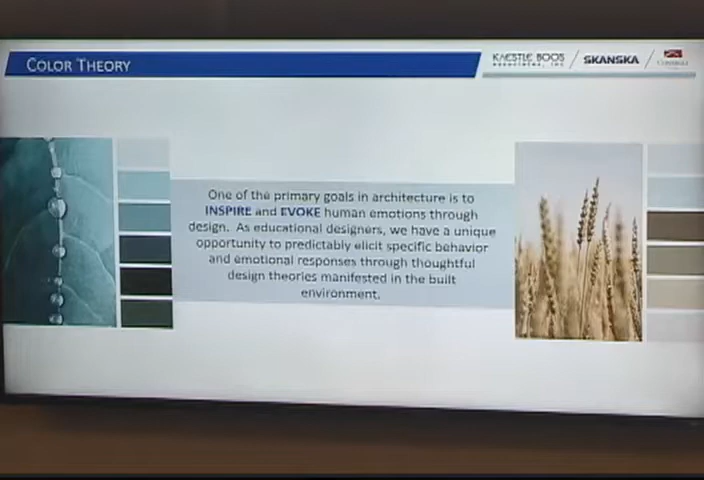 COLOR THEORY
KAESTLE BOOS
ASSOCIATES, INC
SKANSKA
One of the primary goals in architecture is to
INSPIRE and EVOKE human emotions through
design. As educational designers, we have a unique
opportunity to predictably elicit specific behavior
and emotional responses through thoughtful
design theories manifested in the built
environment.